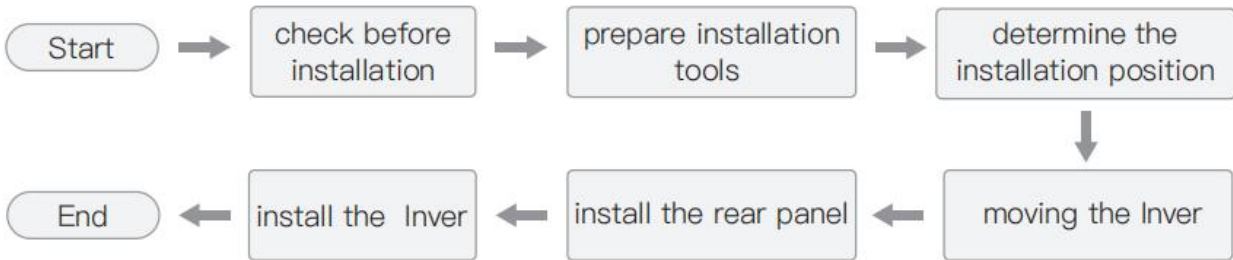 Start
check before
installation
prepare installation
tools
determine the
installation position
moving the Inver
install the rear panel
install the Inver
End